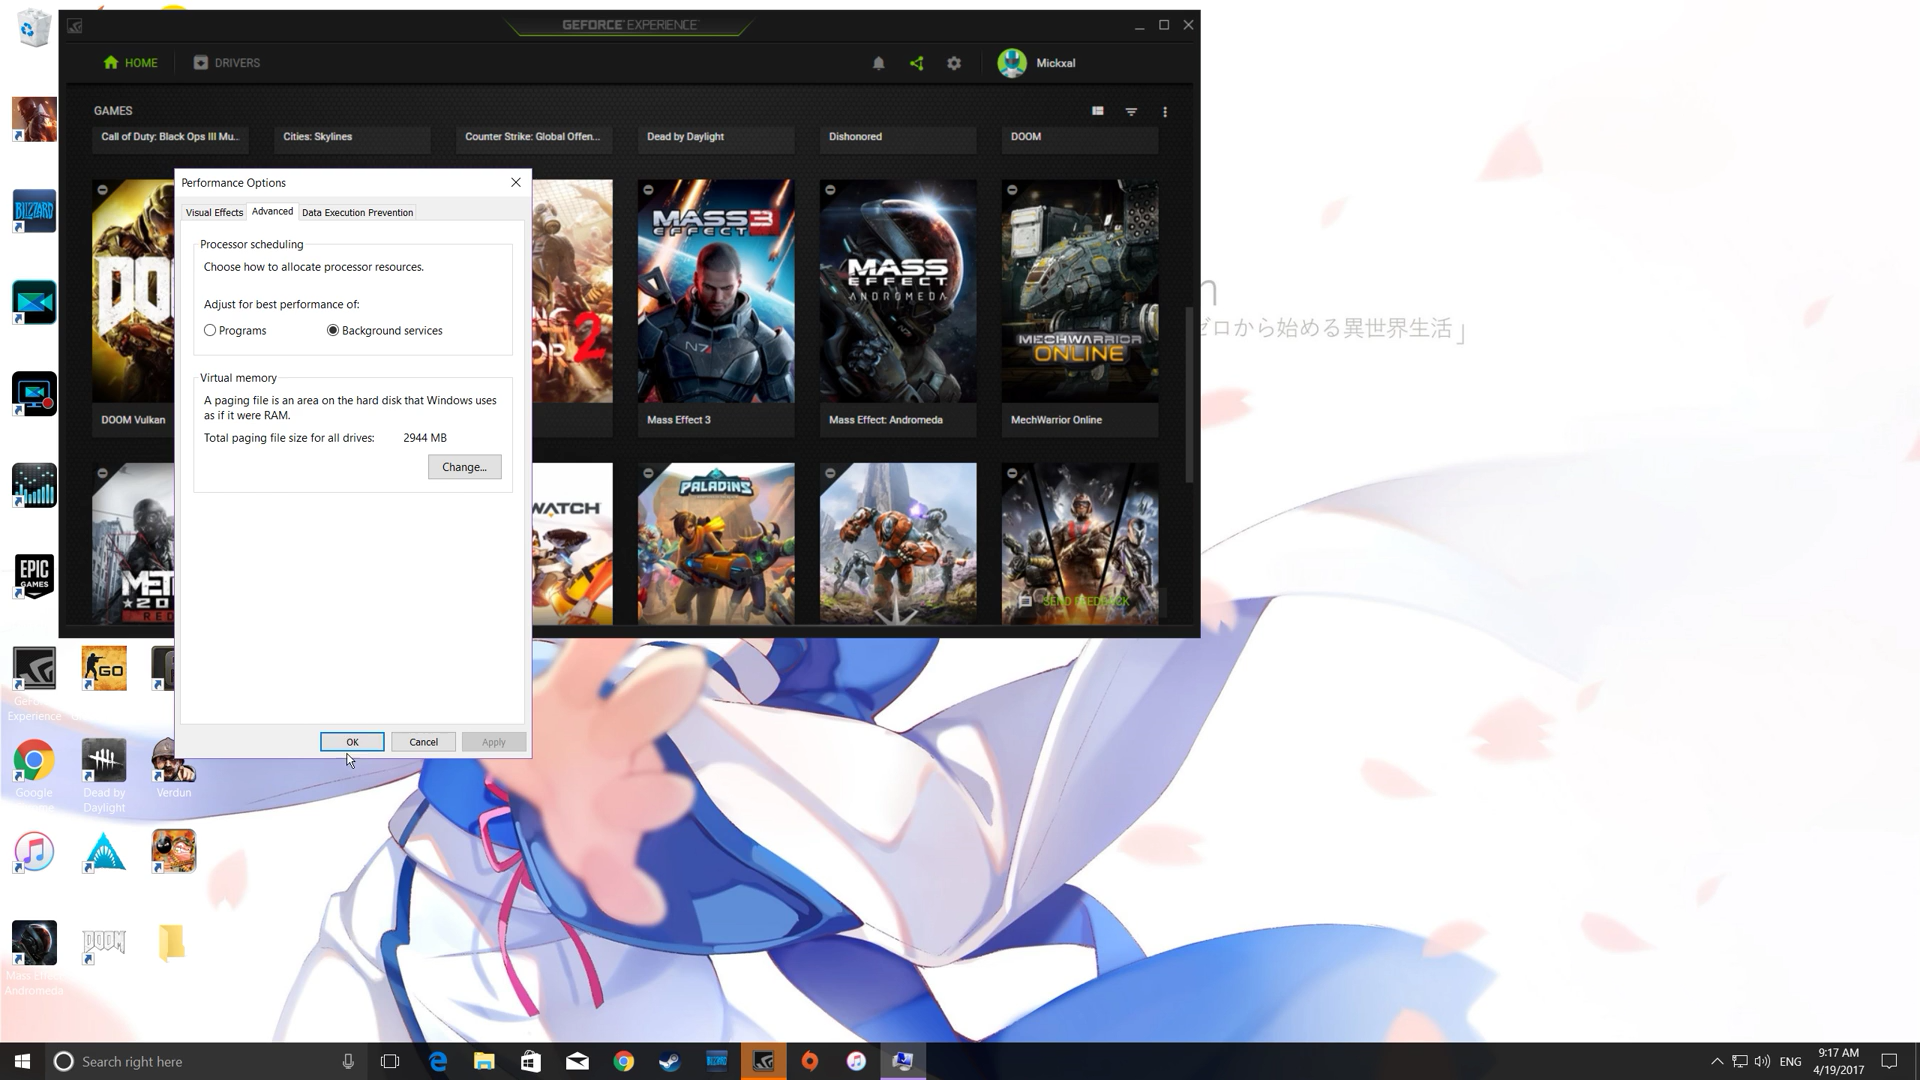 GEFORCE EXPERIENCE
HOME
DRIVERS
Mickxal
GAMES
Call of Duty: Black Ops III Mu...
Cities: Skylines
Counter Strike: Global Offen...
Dead by Daylight
Dishonored
DOOM
Performance Options
Visual Effects
Advanced
Data Execution Prevention
Processor scheduling
Choose how to allocate processor resources.
Adjust for best performance of:
Programs
Background services
Virtual memory
A paging file is an area on the hard disk that Windows uses
as if it were RAM.
Total paging file size for all drives: 2944 MB
Change...
OK
Cancel
Apply
MASS 3
EFFECT
N7
MASS
EFFECT
ANDROMEDA
MECHWARRIOR
ONLINE
2
DOOM Vulkan
Mass Effect 3
Mass Effect: Andromeda
MechWarrior Online
WATCH
PALADINS
MET
20
RED
SEND FEEDBACK
ゼロから始める異世界生活」
BLIZZARD
EPIC
GAMES
GO
Experience
Google
Dead by
Daylight
Verdun
DOOM
Mass Effect
Andromeda
Search right here
ENG
9:17 AM
4/19/2017